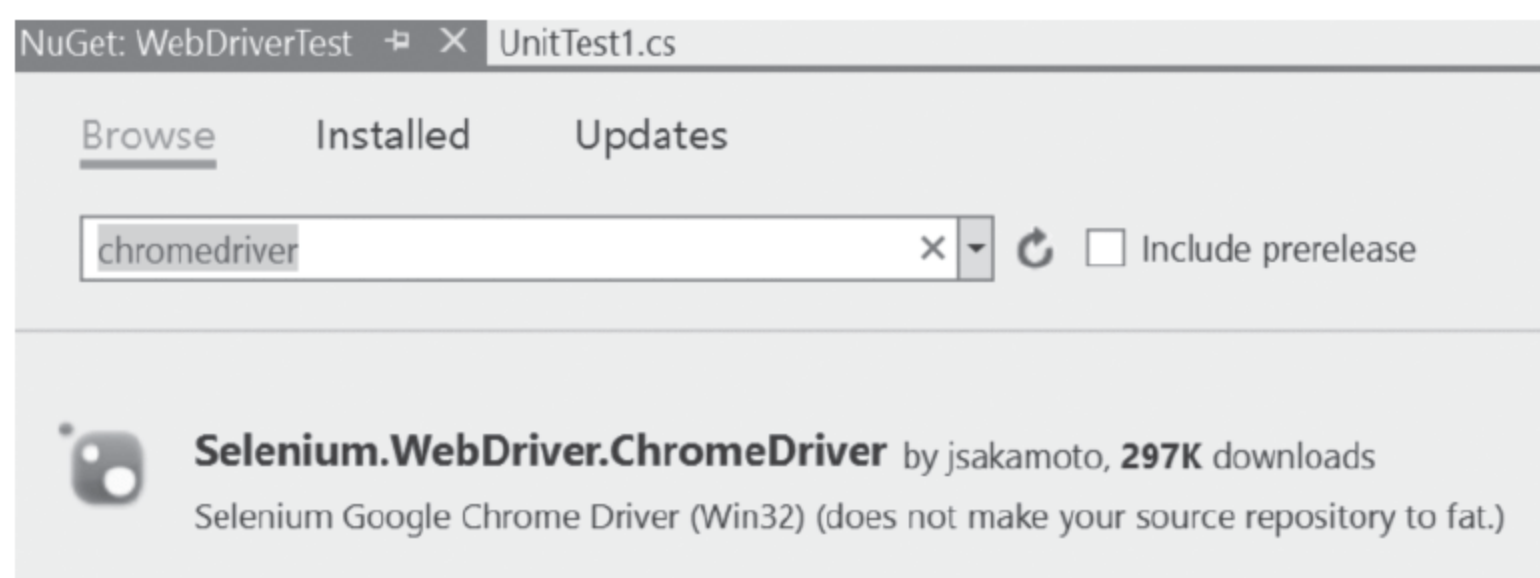 NuGet: WebDriverTest UnitTest1.cs
Browse Installed Updates
chromedriver Include prerelease
Selenium.WebDriver.ChromeDriver by jsakamoto, 297K downloads
Selenium Google Chrome Driver (Win32) (does not make your source repository to fat.)